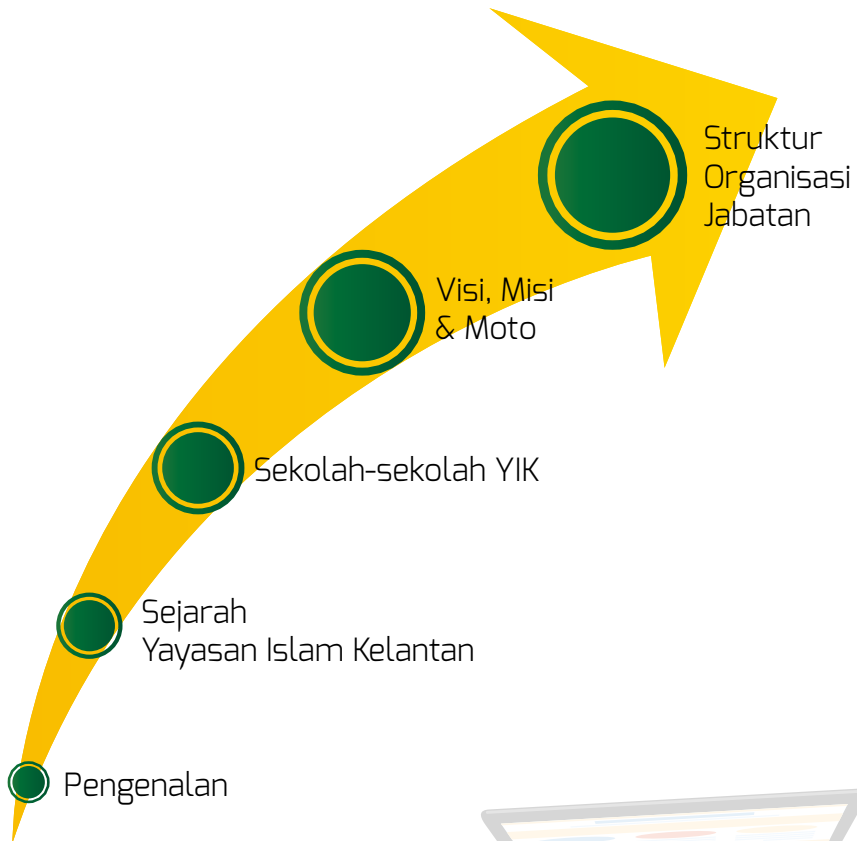 Struktur
Organisasi
Jabatan
Visi, Misi
& Moto
Sekolah-sekolah YIK
Sejarah
Yayasan Islam Kelantan
Pengenalan